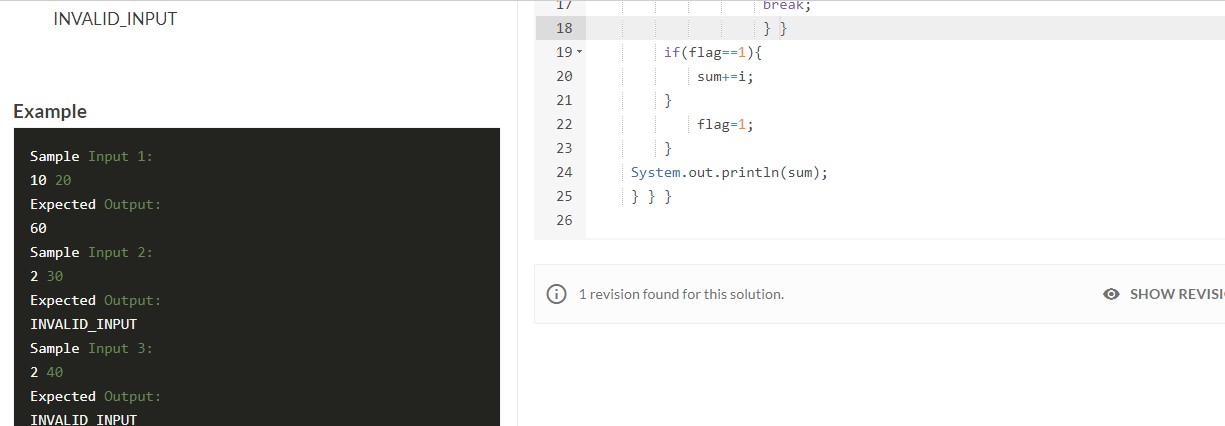 INVALID_INPUT
Example
Sample Input 1:
10 20
Expected Output:
60
Sample Input 2:
2 30
Expected Output:
INVALID_INPUT
Sample Input 3:
2 40
Expected Output:
INVALID_INPUT
17 break;
18 } }
19 if(flag==1){
20 sum+=i;
21 }
22 flag=1;
23 }
24 System.out.println(sum);
25 } } }
26
1 revision found for this solution.
SHOW REVISI